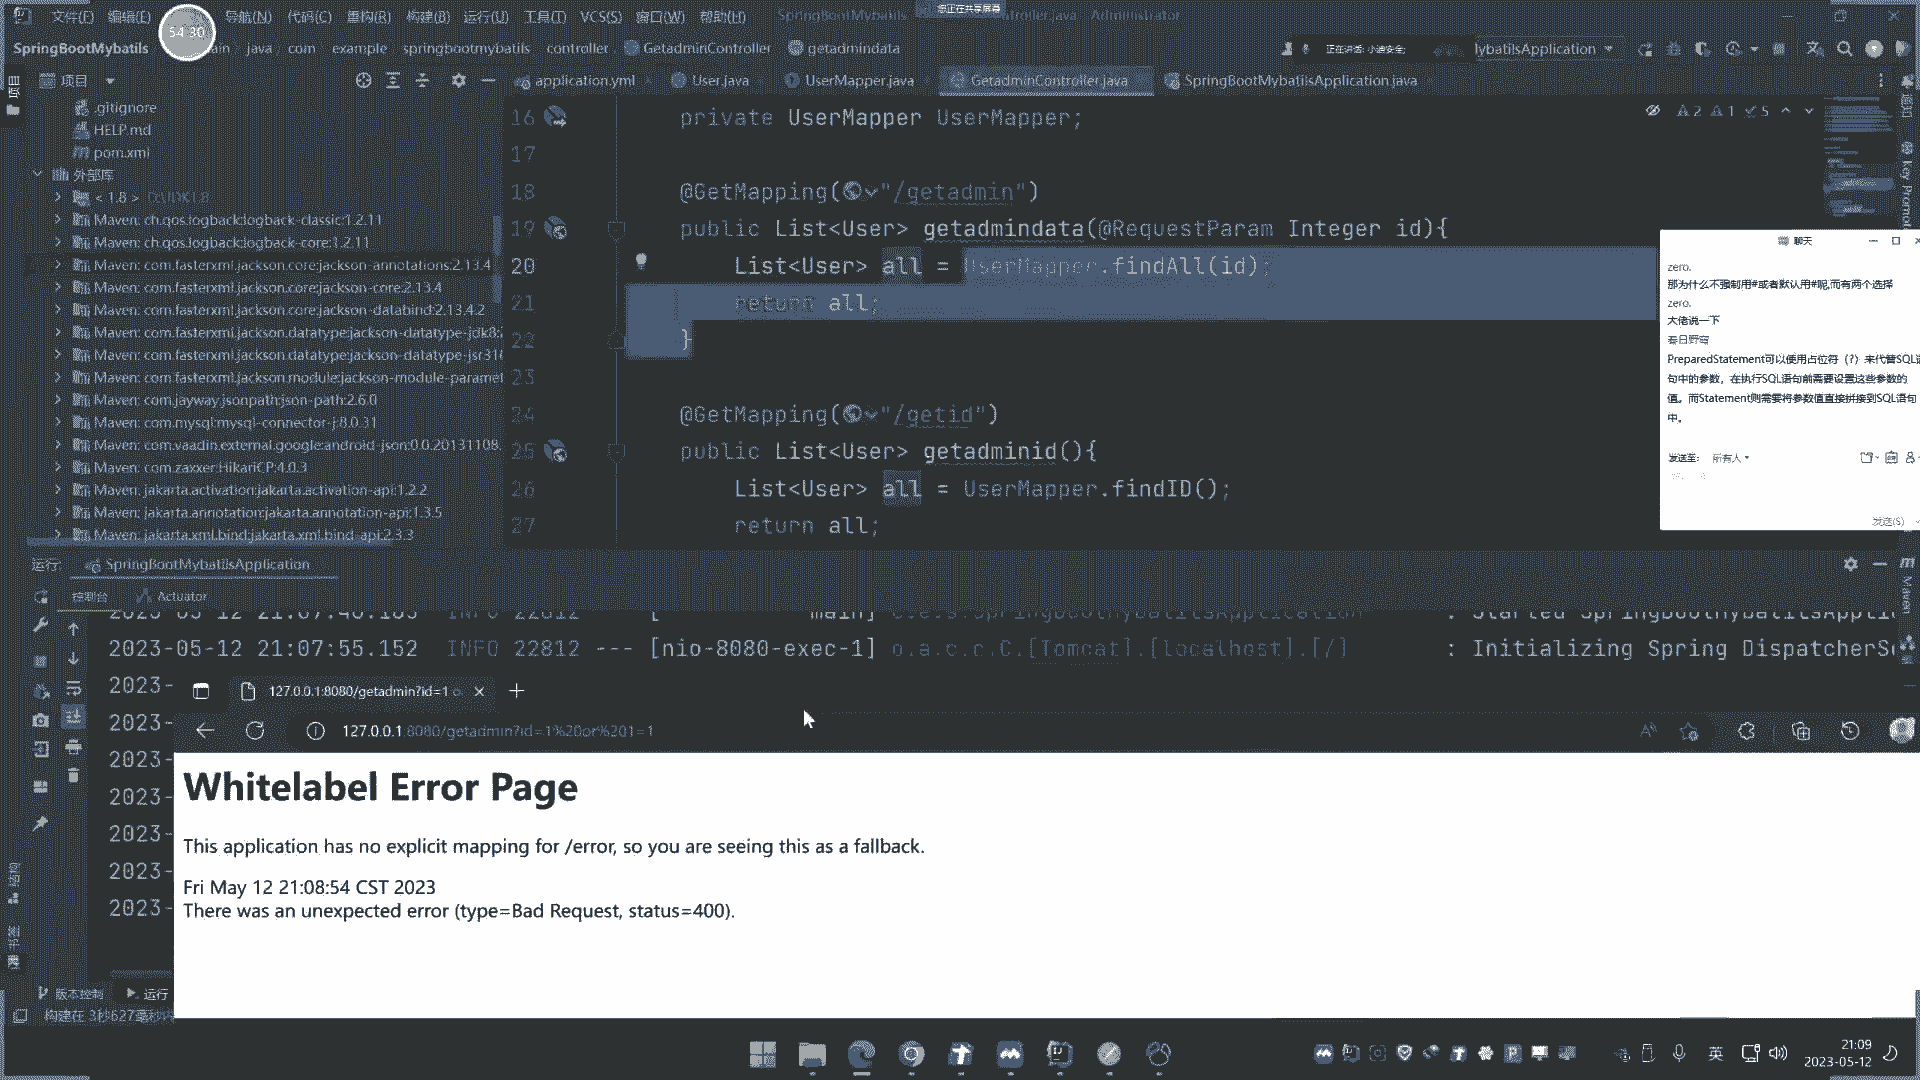 文件(F) 编辑(E) 导航(N) 代码(C) 重构(R) 构建(B) 运行(U) 工具(T) VCS(S) 窗口(W) 帮助(H) SpringBootMybatils Controller.java Administrator
您正在共享屏幕
54:30
SpringBootMybatils java com example springbootmybatils controller GetadminController getadmindata
正在讲话: 小迪安全;
lybatilsApplication
项目
application.yml User.java UserMapper.java GetadminController.java SpringBootMybatilsApplication.java
.gitignore
HELP.md
pom.xml
外部库
< 1.8 > D:\JDK1.8
Maven: ch.qos.logback:logback-classic:1.2.11
Maven: ch.qos.logback:logback-core:1.2.11
Maven: com.fasterxml.jackson.core:jackson-annotations:2.13.4
Maven: com.fasterxml.jackson.core:jackson-core:2.13.4
Maven: com.fasterxml.jackson.core:jackson-databind:2.13.4.2
Maven: com.fasterxml.jackson.datatype:jackson-datatype-jdk8:
Maven: com.fasterxml.jackson.datatype:jackson-datatype-jsr31
Maven: com.fasterxml.jackson.module:jackson-module-paramet
Maven: com.jayway.jsonpath:json-path:2.6.0
Maven: com.mysql:mysql-connector-j:8.0.31
Maven: com.vaadin.external.google:android-json:0.0.20131108.
Maven: com.zaxxer:HikariCP:4.0.3
Maven: jakarta.activation:jakarta.activation-api:1.2.2
Maven: jakarta.annotation:jakarta.annotation-api:1.3.5
Maven: jakarta.xml.bind:jakarta.xml.bind-api:2.3.3
2 1 5
16 private UserMapper UserMapper;
17
18 @GetMapping("/getadmin")
19 public List<User> getadmindata(@RequestParam Integer id){
20 List<User> all = UserMapper.findAll(id);
21 return all;
22 }
23
24 @GetMapping("/getid")
25 public List<User> getadminid(){
26 List<User> all = UserMapper.findID();
27 return all;
通知
Key Promot
Maven
聊天
zero.
那为什么不强制用#或者默认用#呢,而有两个选择
zero.
大佬说一下
春日野穹
PreparedStatement可以使用占位符（?）来代替SQL语
句中的参数，在执行SQL语句前需要设置这些参数的
值。而Statement则需要将参数值直接拼接到SQL语句
中。
发送至: 所有人
发送(S)
运行: SpringBootMybatilsApplication
控制台 Actuator
2023-05-12 21:07:55.152 INFO 22812 --- [nio-8080-exec-1] o.a.c.c.C.[Tomcat].[localhost].[/] : Initializing Spring DispatcherSe
2023-
2023-
2023-
2023-
2023-
2023-
2023-
127.0.0.1:8080/getadmin?id=1 o
127.0.0.1:8080/getadmin?id=1%20or%201=1
Whitelabel Error Page
This application has no explicit mapping for /error, so you are seeing this as a fallback.
Fri May 12 21:08:54 CST 2023
There was an unexpected error (type=Bad Request, status=400).
结构
书签
版本控制 运行
构建在 3秒627毫秒
英
21:09
2023-05-12